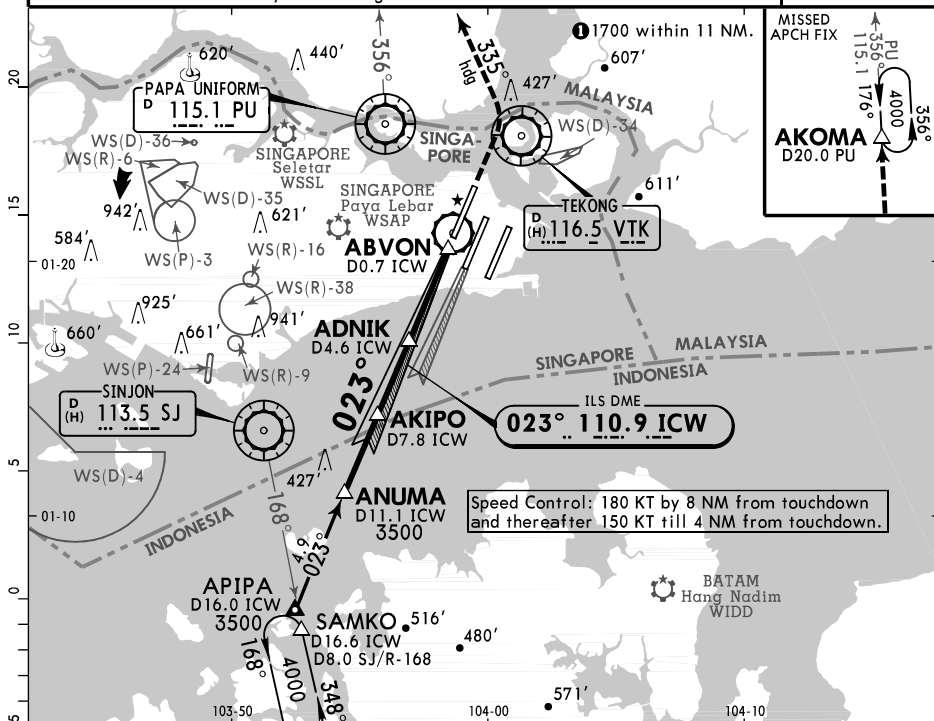 ❶1700 within 11 NM.
MISSED
APCH FIX
PU
115.1
356°
176°
4000
356°
AKOMA
D20.0 PU
620'
440'
607'
427'
356°
335°
hdg
20
PAPA UNIFORM
D 115.1 PU
MALAYSIA
SINGA-
PORE
WS(D)-34
WS(D)-36
WS(R)-6
SINGAPORE
Seletar
WSSL
WS(D)-35
SINGAPORE
Paya Lebar
WSAP
611'
15
942'
621'
TEKONG
D
(H) 116.5 VTK
584'
WS(P)-3
WS(R)-16
ABVON
D0.7 ICW
01-20
WS(R)-38
925'
941'
661'
660'
ADNIK
D4.6 ICW
10
WS(P)-24
WS(R)-9
SINGAPORE
MALAYSIA
INDONESIA
023°
SINJON
D
(H) 113.5 SJ
ILS DME
023° 110.9 ICW
AKIPO
D7.8 ICW
5
WS(D)-4
427'
ANUMA
D11.1 ICW
3500
Speed Control: 180 KT by 8 NM from touchdown
and thereafter 150 KT till 4 NM from touchdown.
01-10
INDONESIA
168°
4.9
023°
0
APIPA
D16.0 ICW
3500
SAMKO
D16.6 ICW
D8.0 SJ/R-168
516'
480'
BATAM
Hang Nadim
WIDD
168°
4000
348°
571'
5
103-50
104-00
104-10